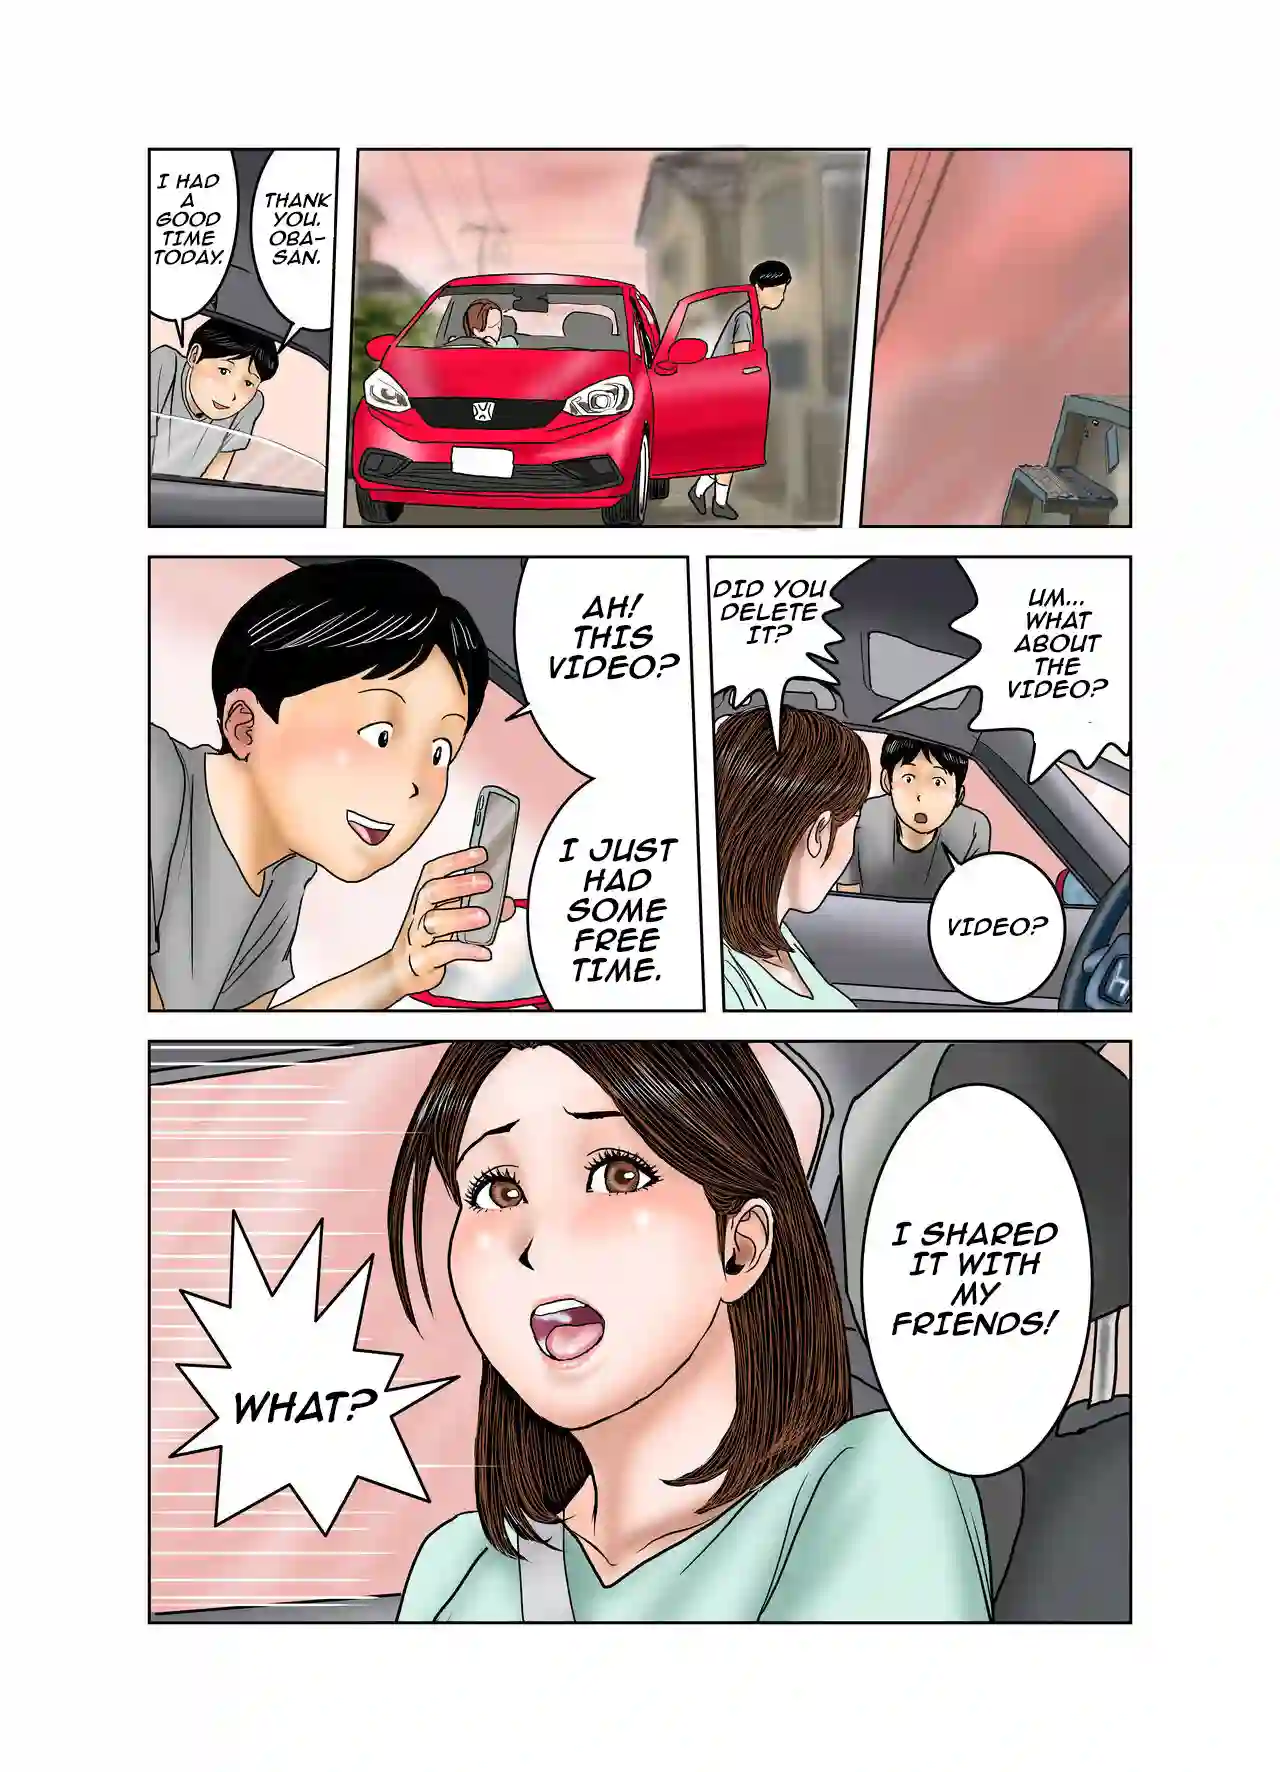 THANK
YOU.
OBA-
SAN.
I HAD
A
GOOD
TIME
TODAY.
UM...
WHAT
ABOUT
THE
VIDEO?
DID YOU
DELETE
IT?
VIDEO?
AH!
THIS
VIDEO?
I JUST
HAD
SOME
FREE
TIME.
I SHARED
IT WITH
MY
FRIENDS!
WHAT?